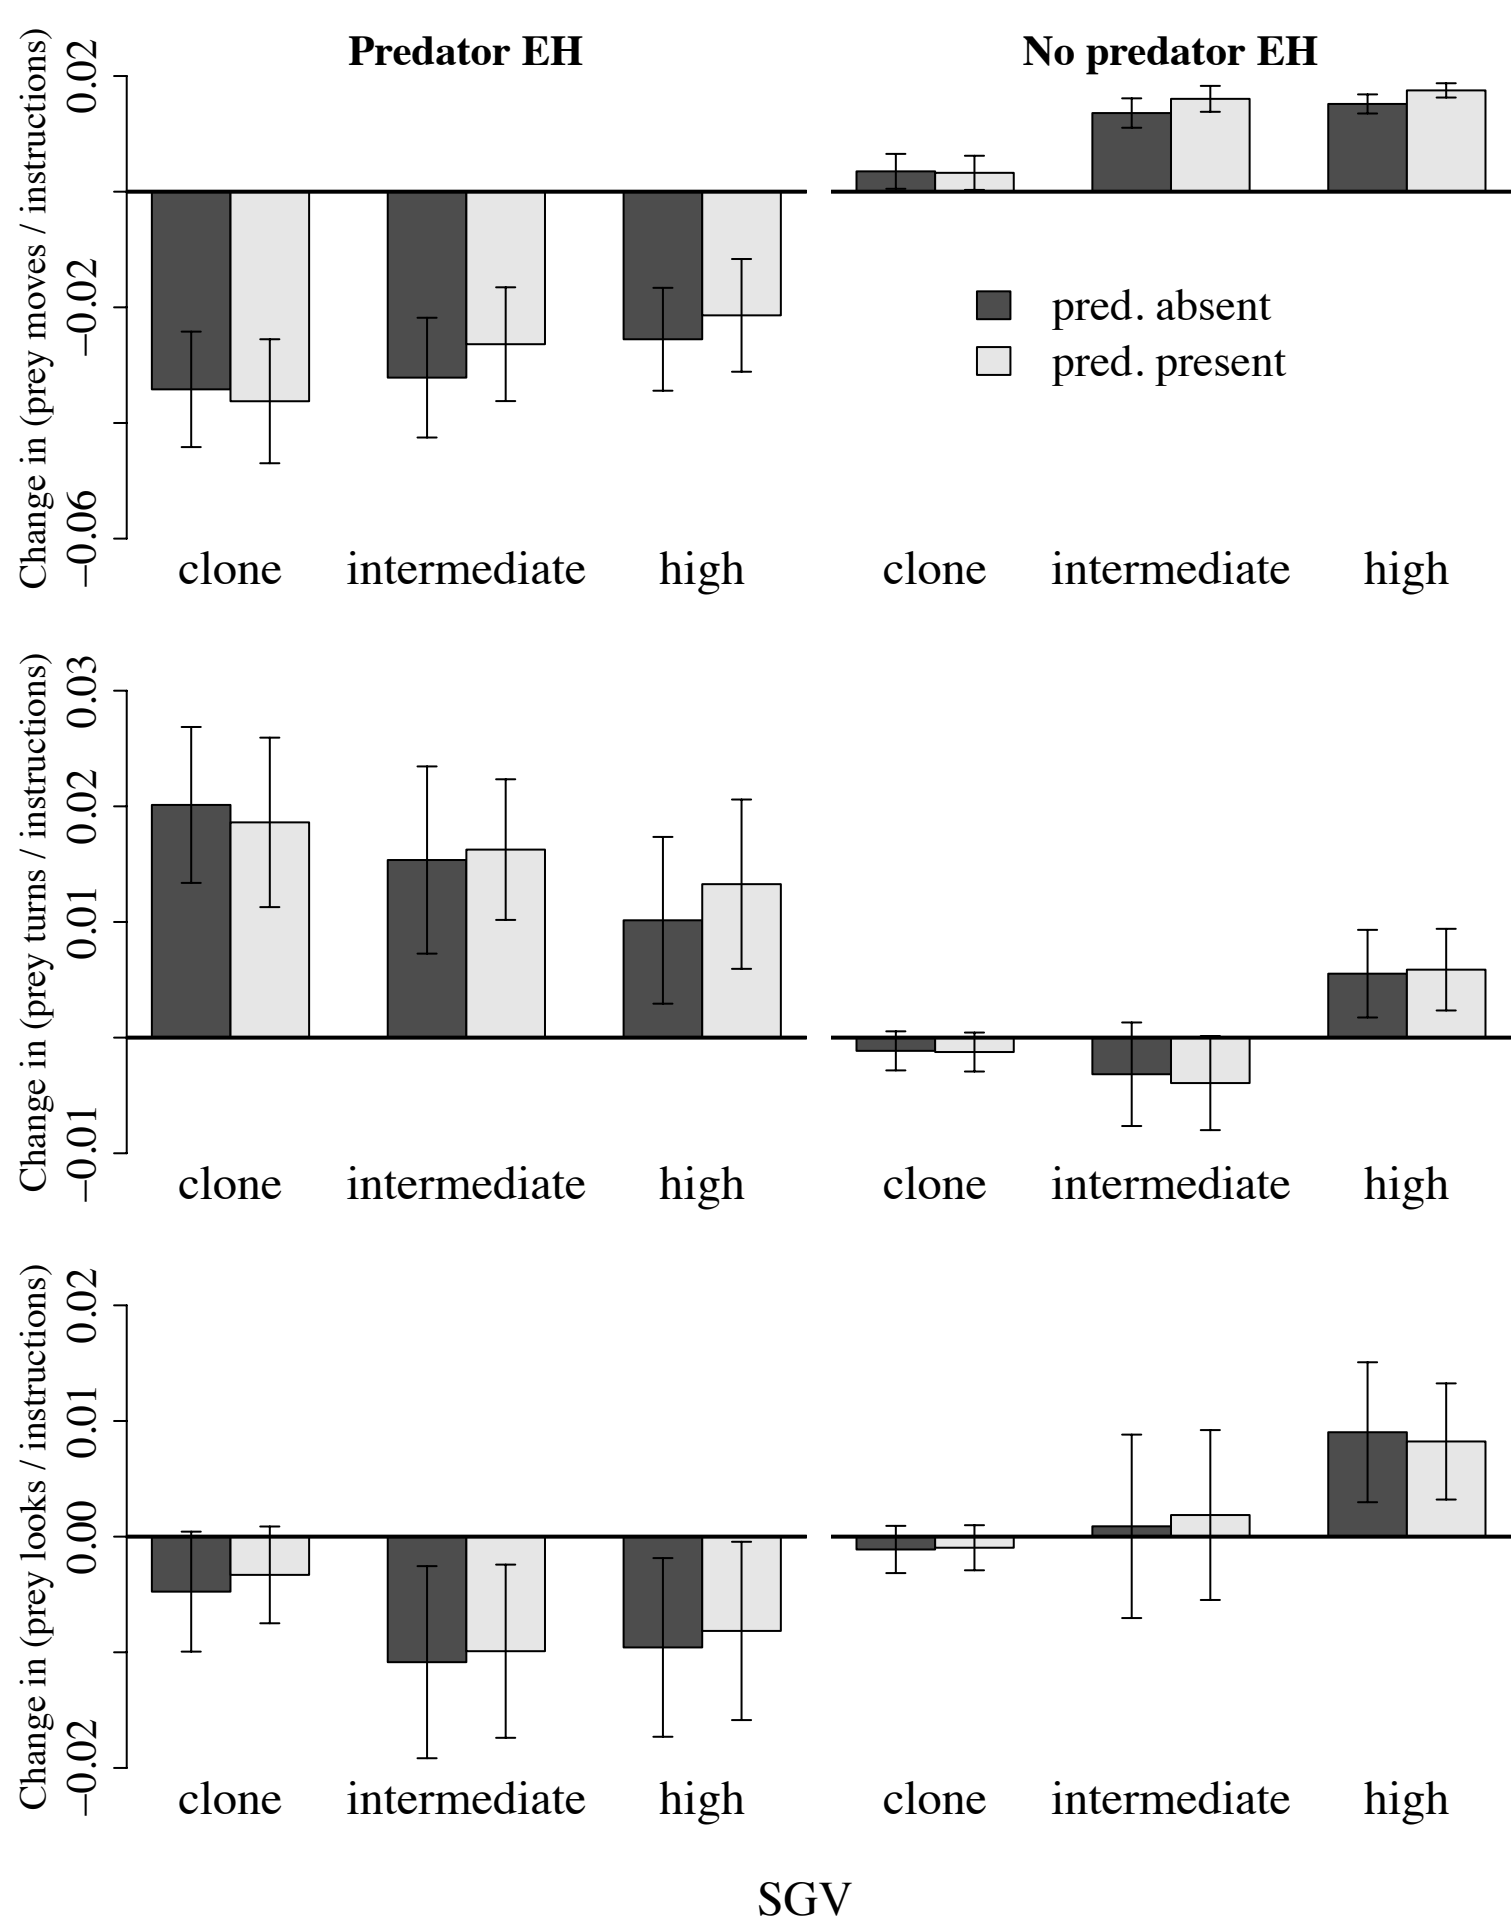 Predator EH
No predator EH
Change in (prey moves / instructions)
0.02
−0.02
−0.06
pred. absent
pred. present
clone intermediate high clone intermediate high
Change in (prey turns / instructions)
0.03
0.02
0.01
−0.01
clone intermediate high clone intermediate high
Change in (prey looks / instructions)
0.02
0.01
0.00
−0.02
clone intermediate high clone intermediate high
SGV